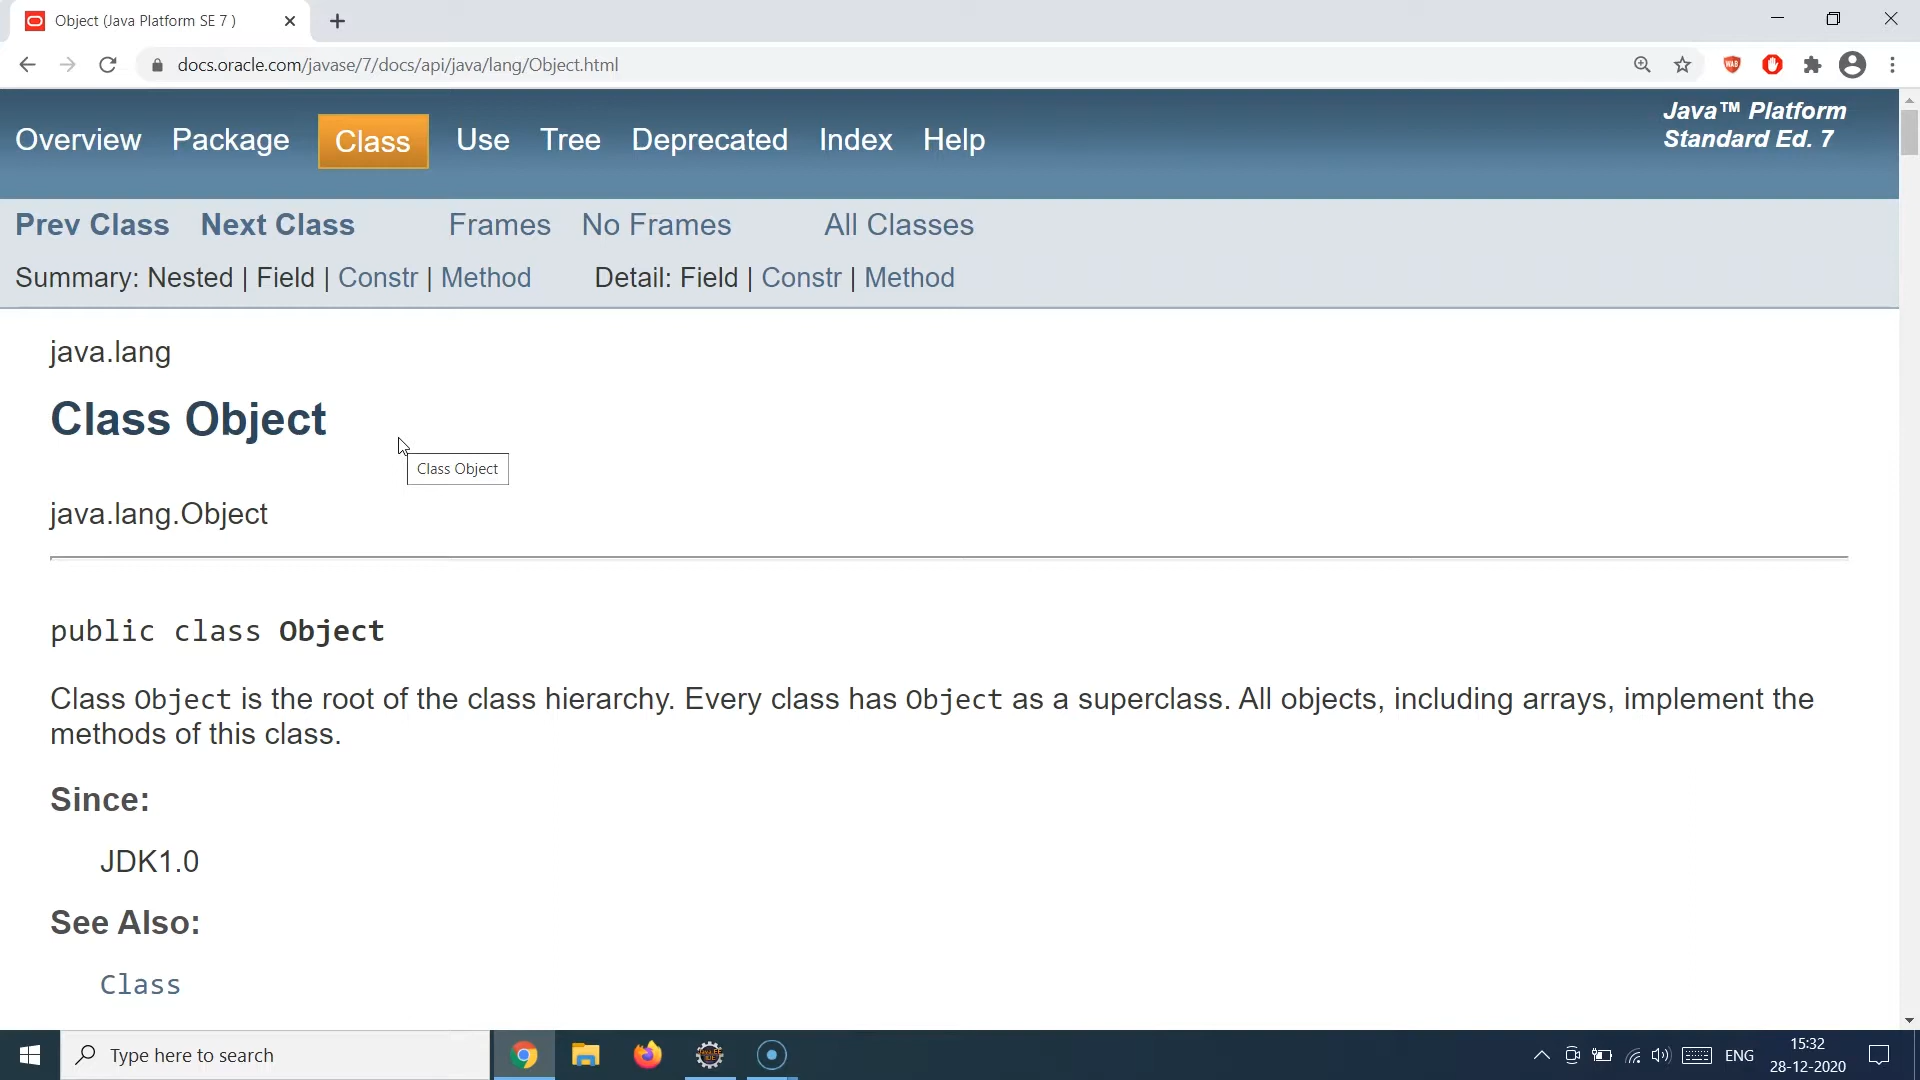 Object (Java Platform SE 7 )
docs.oracle.com/javase/7/docs/api/java/lang/Object.html
Overview Package Class Use Tree Deprecated Index Help
Java™ Platform
Standard Ed. 7
Prev Class Next Class Frames No Frames All Classes
Summary: Nested | Field | Constr | Method Detail: Field | Constr | Method
java.lang
Class Object
Class Object
java.lang.Object
public class Object
Class Object is the root of the class hierarchy. Every class has Object as a superclass. All objects, including arrays, implement the
methods of this class.
Since:
JDK1.0
See Also:
Class
Type here to search
ENG
15:32
28-12-2020